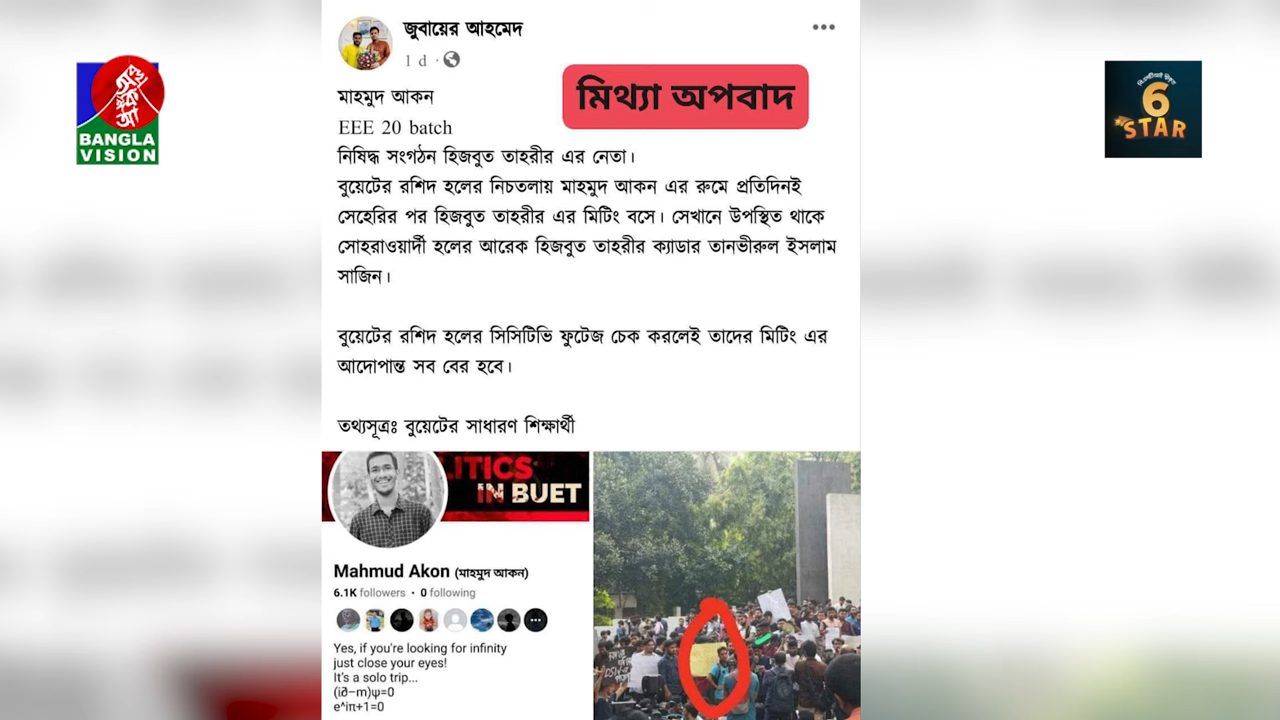 জুবায়ের আহমেদ
1 d
মিথ্যা অপবাদ
মাহমুদ আকন
EEE 20 batch
নিষিদ্ধ সংগঠন হিজবুত তাহরীর এর নেতা।
বুয়েটের রশিদ হলের নিচতলায় মাহমুদ আকন এর রুমে প্রতিদিনই
সেহেরির পর হিজবুত তাহরীর এর মিটিং বসে। সেখানে উপস্থিত থাকে
সোহরাওয়ার্দী হলের আরেক হিজবুত তাহরীর ক্যাডার তানভীরুল ইসলাম
সাজিন।
বুয়েটের রশিদ হলের সিসিটিভি ফুটেজ চেক করলেই তাদের মিটিং এর
আদোপান্ত সব বের হবে।
তথ্যসূত্রঃ বুয়েটের সাধারণ শিক্ষার্থী
BANGLA
VISION
6
STAR
LITICS
IN BUET
Mahmud Akon (মাহমুদ আকন)
6.1K followers · 0 following
Yes, if you're looking for infinity
just close your eyes!
It's a solo trip...
(i∂−m)ψ=0
e^iπ+1=0